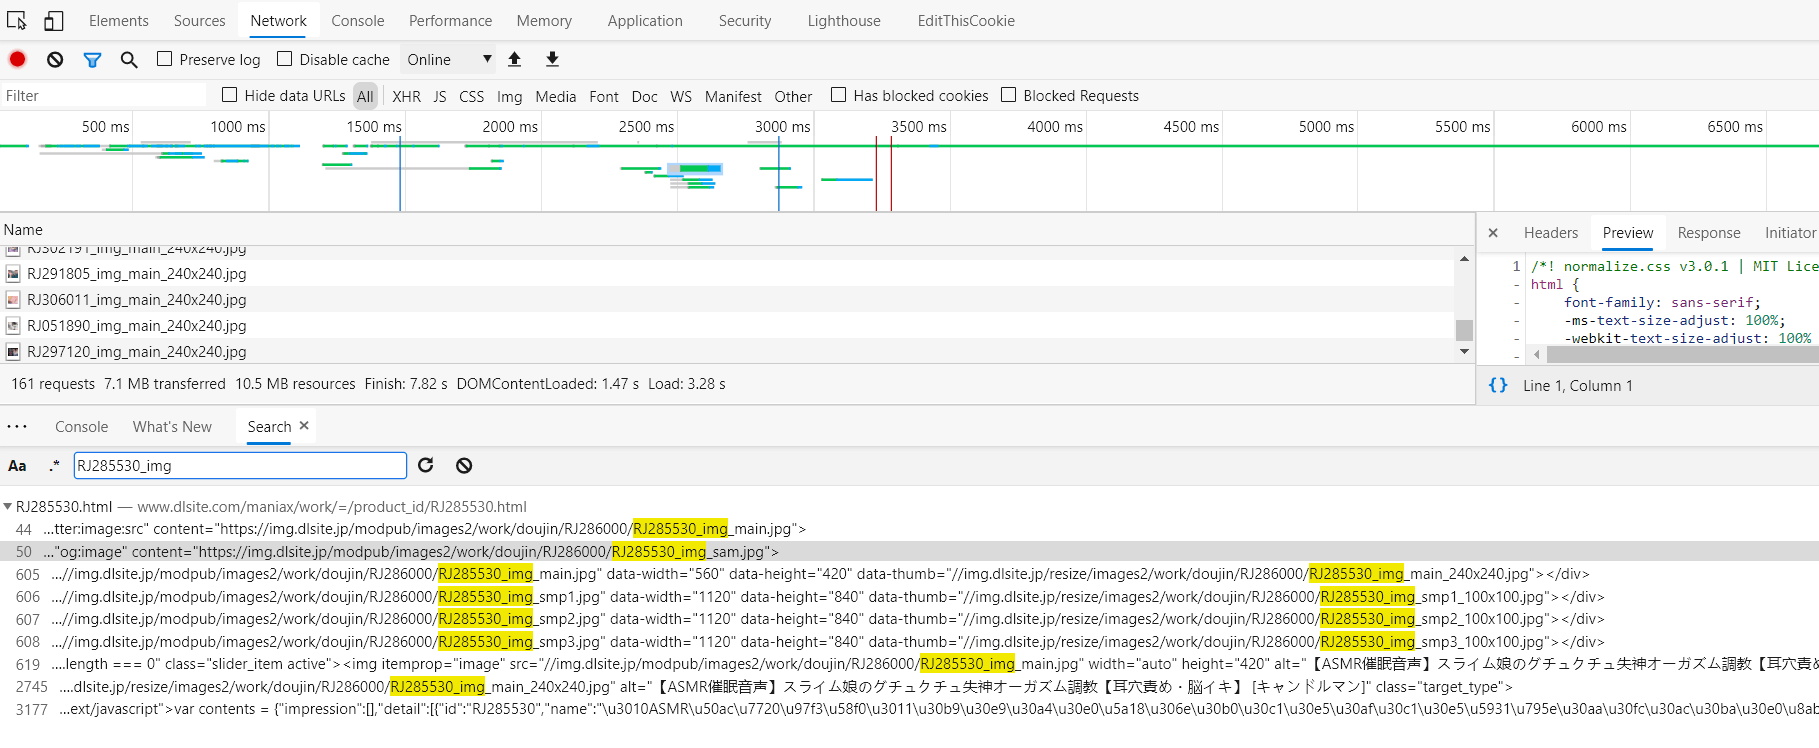 Elements Sources Network Console Performance Memory Application Security Lighthouse EditThisCookie
Preserve log Disable cache Online
Filter Hide data URLs All XHR JS CSS Img Media Font Doc WS Manifest Other Has blocked cookies Blocked Requests
500 ms 1000 ms 1500 ms 2000 ms 2500 ms 3000 ms 3500 ms 4000 ms 4500 ms 5000 ms 5500 ms 6000 ms 6500 ms
Name
RJ302191_img_main_240x240.jpg
RJ291805_img_main_240x240.jpg
RJ306011_img_main_240x240.jpg
RJ051890_img_main_240x240.jpg
RJ297120_img_main_240x240.jpg
161 requests 7.1 MB transferred 10.5 MB resources Finish: 7.82 s DOMContentLoaded: 1.47 s Load: 3.28 s
× Headers Preview Response Initiator
1 /*! normalize.css v3.0.1 | MIT Lice
- html {
- font-family: sans-serif;
- -ms-text-size-adjust: 100%;
- -webkit-text-size-adjust: 100%
-
{} Line 1, Column 1
... Console What's New Search ×
Aa .* RJ285530_img
RJ285530.html — www.dlsite.com/maniax/work/=/product_id/RJ285530.html
44 ...tter:image:src" content="https://img.dlsite.jp/modpub/images2/work/doujin/RJ286000/RJ285530_img_main.jpg">
50 ..."og:image" content="https://img.dlsite.jp/modpub/images2/work/doujin/RJ286000/RJ285530_img_sam.jpg">
605 ...//img.dlsite.jp/modpub/images2/work/doujin/RJ286000/RJ285530_img_main.jpg" data-width="560" data-height="420" data-thumb="//img.dlsite.jp/resize/images2/work/doujin/RJ286000/RJ285530_img_main_240x240.jpg"></div>
606 ...//img.dlsite.jp/modpub/images2/work/doujin/RJ286000/RJ285530_img_smp1.jpg" data-width="1120" data-height="840" data-thumb="//img.dlsite.jp/resize/images2/work/doujin/RJ286000/RJ285530_img_smp1_100x100.jpg"></div>
607 ...//img.dlsite.jp/modpub/images2/work/doujin/RJ286000/RJ285530_img_smp2.jpg" data-width="1120" data-height="840" data-thumb="//img.dlsite.jp/resize/images2/work/doujin/RJ286000/RJ285530_img_smp2_100x100.jpg"></div>
608 ...//img.dlsite.jp/modpub/images2/work/doujin/RJ286000/RJ285530_img_smp3.jpg" data-width="1120" data-height="840" data-thumb="//img.dlsite.jp/resize/images2/work/doujin/RJ286000/RJ285530_img_smp3_100x100.jpg"></div>
619 ....length === 0" class="slider_item active"><img itemprop="image" src="//img.dlsite.jp/modpub/images2/work/doujin/RJ286000/RJ285530_img_main.jpg" width="auto" height="420" alt="【ASMR催眠音声】スライム娘のグチュクチュ失神オーガズム調教【耳穴責め
2745 ....dlsite.jp/resize/images2/work/doujin/RJ286000/RJ285530_img_main_240x240.jpg" alt="【ASMR催眠音声】スライム娘のグチュクチュ失神オーガズム調教【耳穴責め・脳イキ】 [キャンドルマン]" class="target_type">
3177 ...ext/javascript">var contents = {"impression":[],"detail":[{"id":"RJ285530","name":"\u3010ASMR\u50ac\u7720\u97f3\u58f0\u3011\u30b9\u30e9\u30a4\u30e0\u5a18\u306e\u30b0\u30c1\u30e5\u30af\u30c1\u30e5\u5931\u795e\u30aa\u30fc\u30ac\u30ba\u30e0\u8ab